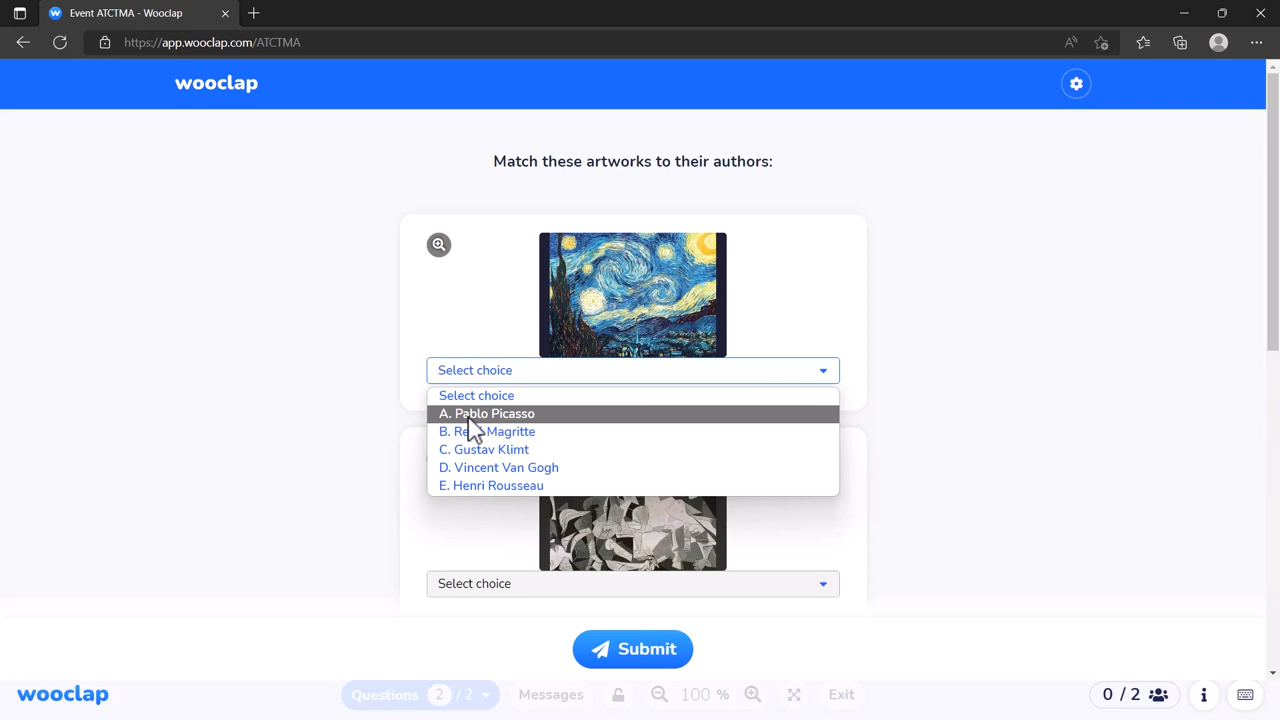 Event ATCTMA - Wooclap
https://app.wooclap.com/ATCTMA
wooclap
Match these artworks to their authors:
Select choice
Select choice
A. Pablo Picasso
B. Magritte
C. Gustav Klimt
D. Vincent Van Gogh
E. Henri Rousseau
Select choice
Submit
wooclap
Questions 2 / 2
Messages
100 %
Exit
0 / 2